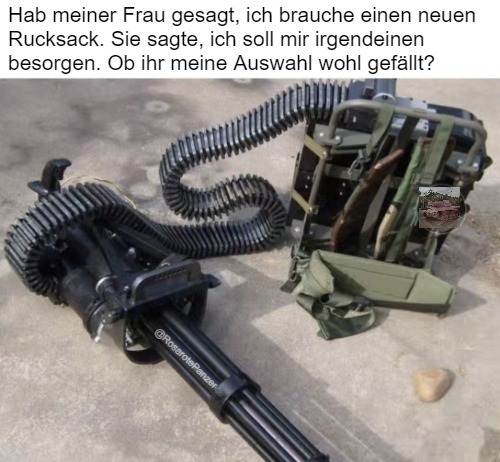 Hab meiner Frau gesagt, ich brauche einen neuen
Rucksack. Sie sagte, ich soll mir irgendeinen
besorgen. Ob ihr meine Auswahl wohl gefällt?
@RosarotePanzer